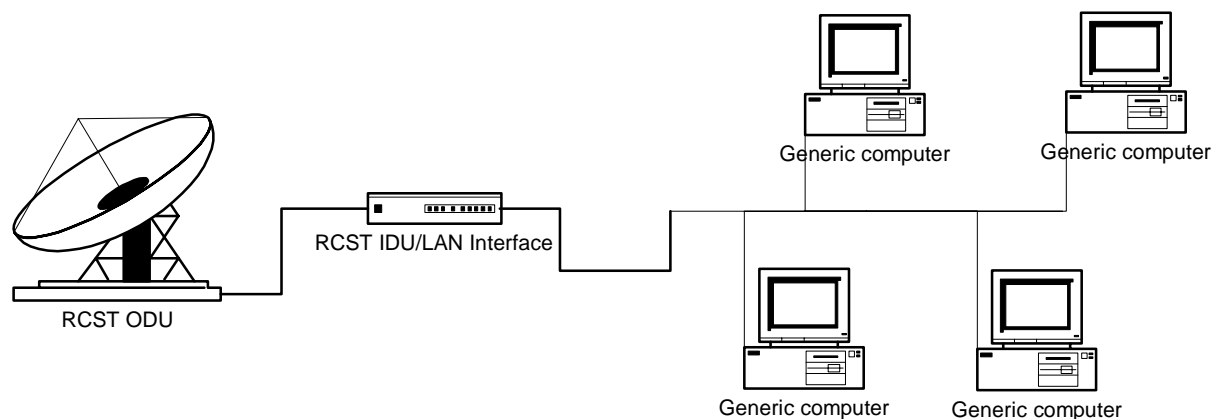 Generic computer
Generic computer
RCST IDU/LAN Interface
RCST ODU
Generic computer
Generic computer